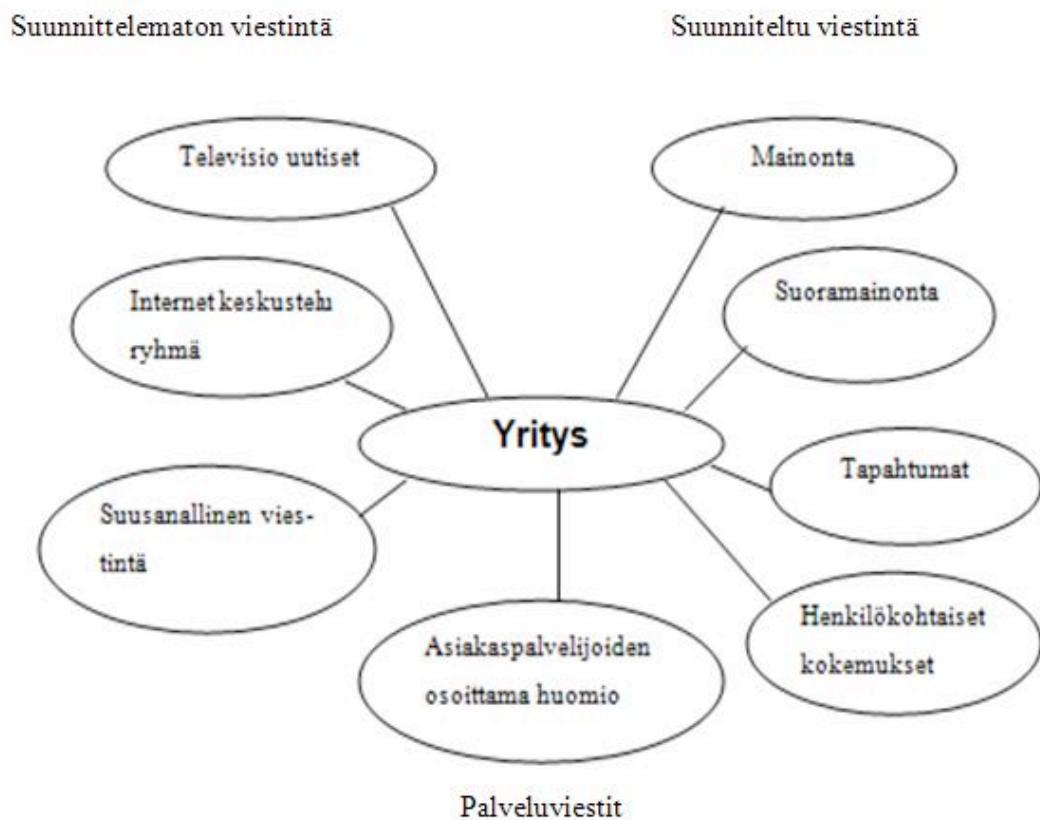 Suunnittelematon viestintä
Suunniteltu viestintä
Televisio uutiset
Mainonta
Internet keskustelu
ryhmä
Suoramainonta
Yritys
Tapahtumat
Suusanallinen vies-
tintä
Henkilökohtaiset
kokemukset
Asiakaspalvelijoiden
osoittama huomio
Palveluviestit